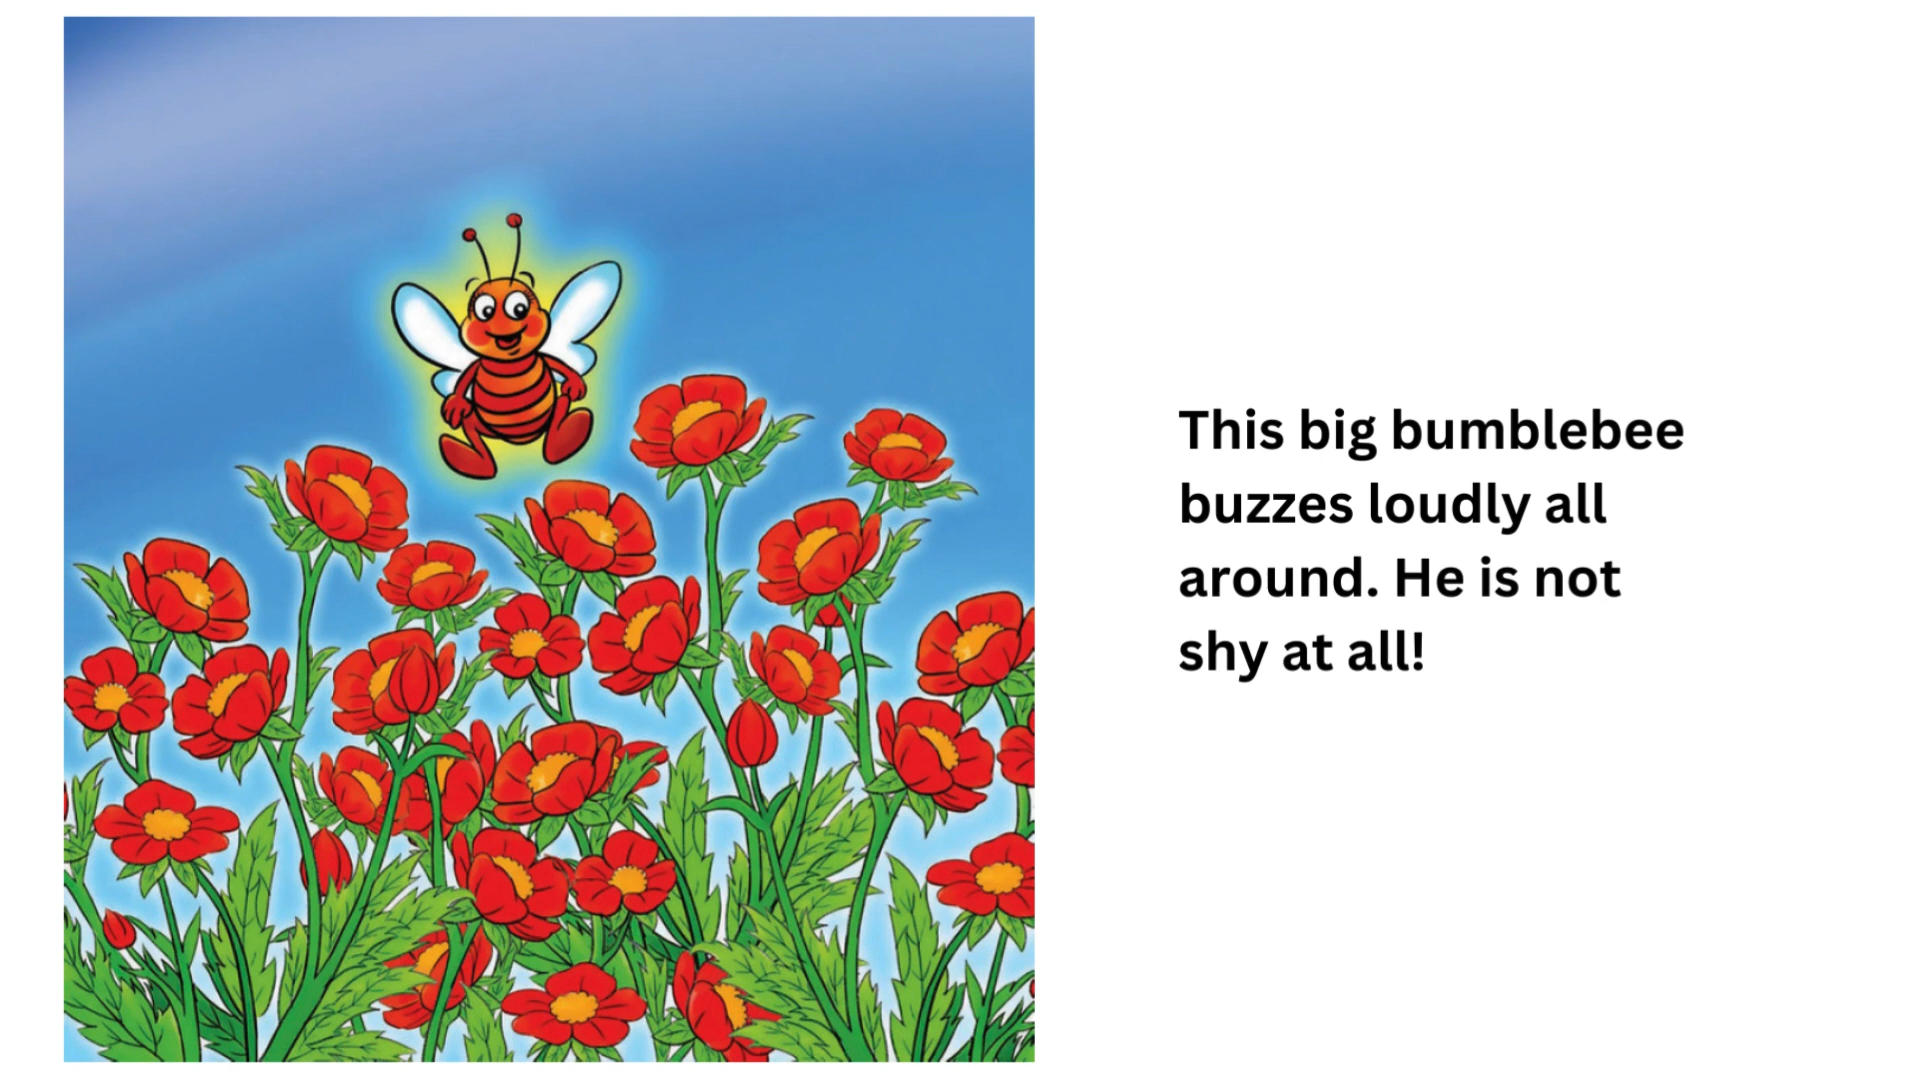 This big bumblebee
buzzes loudly all
around. He is not
shy at all!